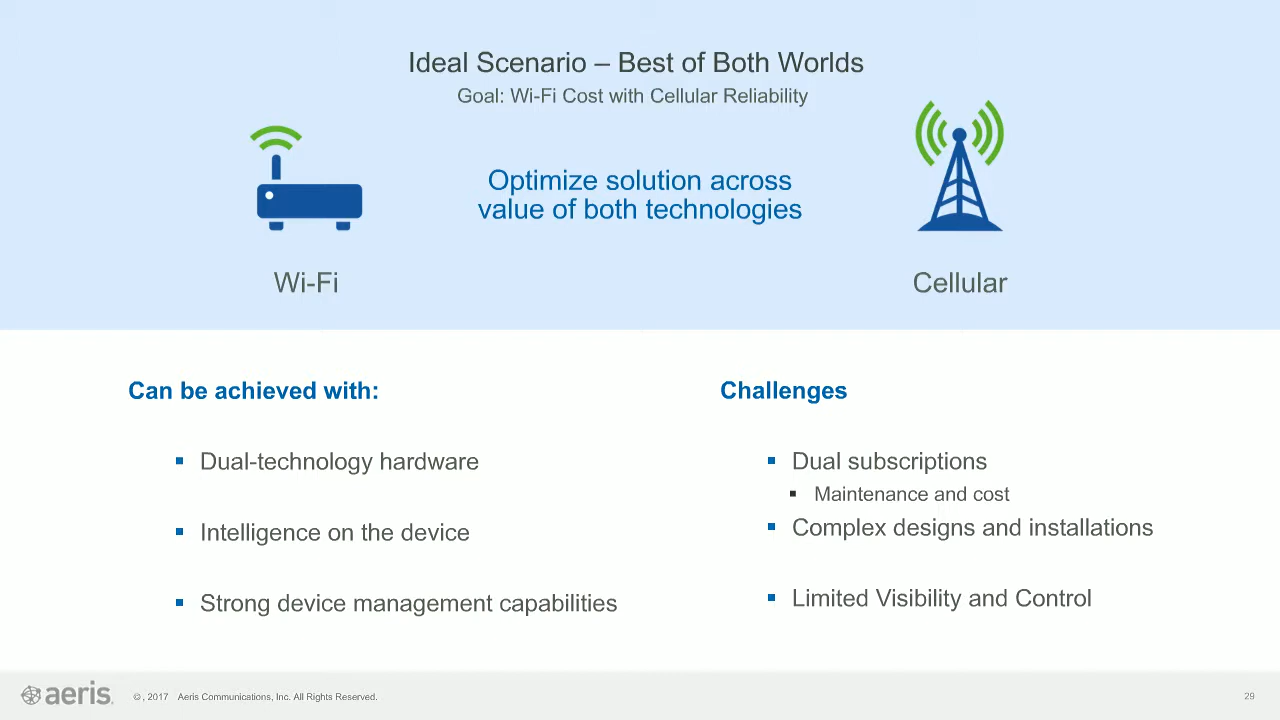 Ideal Scenario – Best of Both Worlds
Goal: Wi-Fi Cost with Cellular Reliability
Optimize solution across
value of both technologies
Wi-Fi
Cellular
Can be achieved with:
▪ Dual-technology hardware
▪ Intelligence on the device
▪ Strong device management capabilities
Challenges
▪ Dual subscriptions
▪ Maintenance and cost
▪ Complex designs and installations
▪ Limited Visibility and Control
aeris.
© , 2017 Aeris Communications, Inc. All Rights Reserved.
29